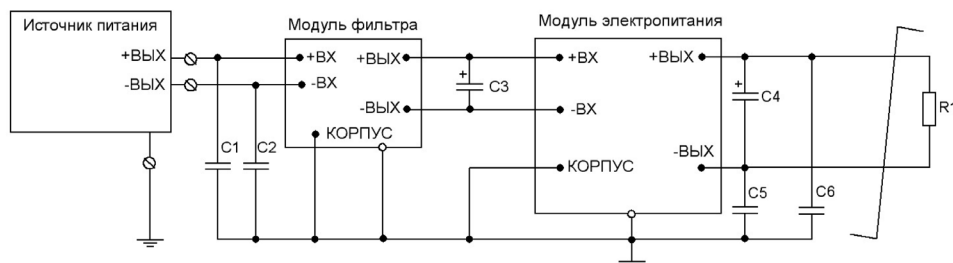 Источник питания
+ВЫХ
-ВЫХ
Модуль фильтра
+ВХ
-ВХ
+ВЫХ
-ВЫХ
КОРПУС
C1
C2
+
C3
Модуль электропитания
+ВХ
-ВХ
КОРПУС
+ВЫХ
-ВЫХ
+
C4
C5
C6
R1